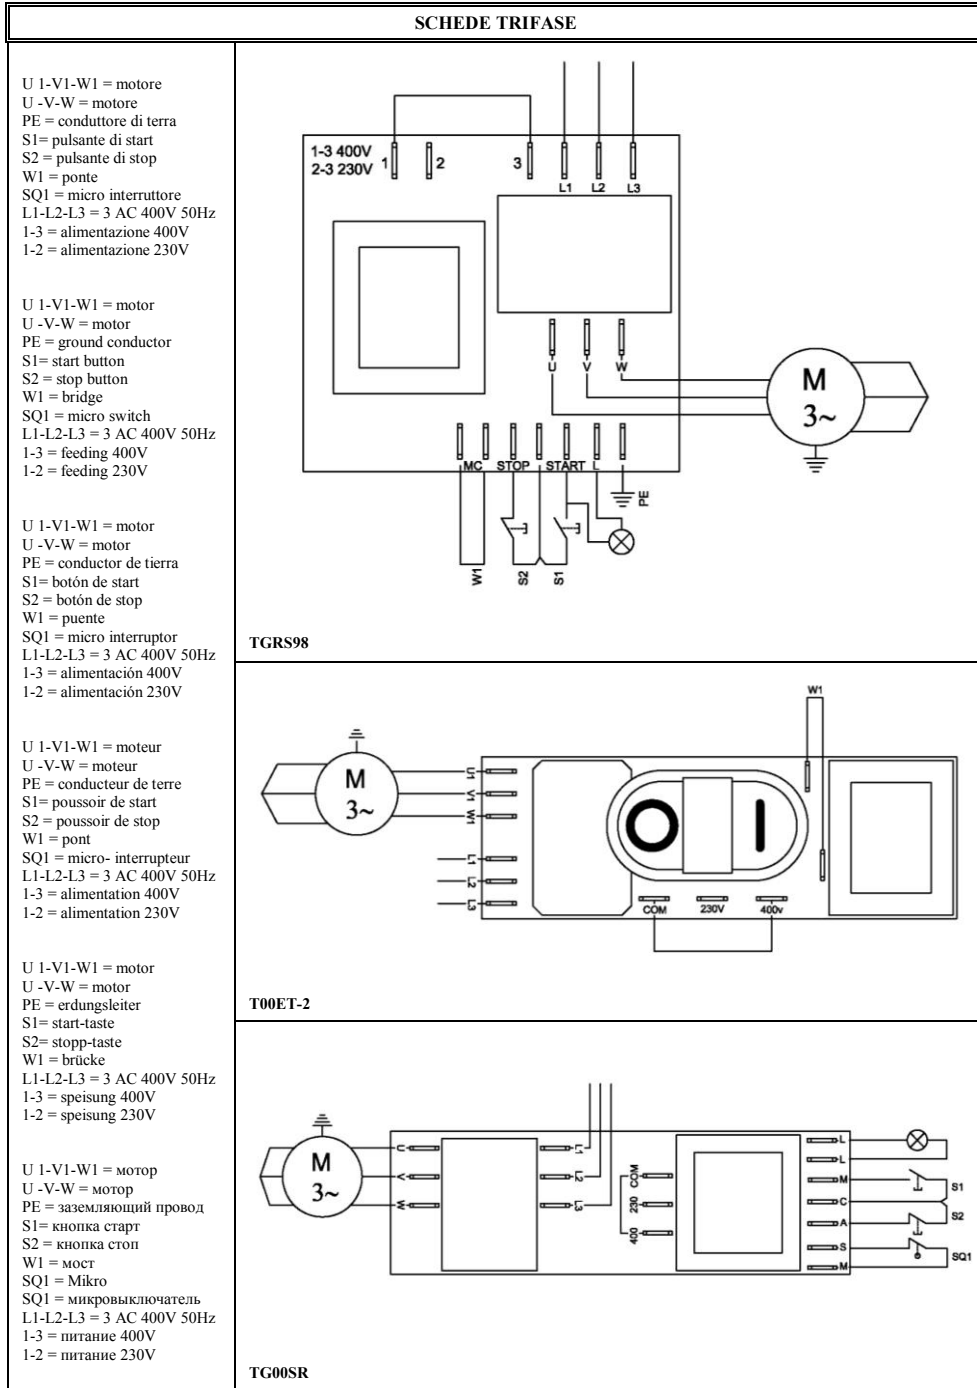 SCHEDE TRIFASE
U 1-V1-W1 = motore
U -V-W = motore
PE = conduttore di terra
S1= pulsante di start
S2 = pulsante di stop
W1 = ponte
SQ1 = micro interruttore
L1-L2-L3 = 3 AC 400V 50Hz
1-3 = alimentazione 400V
1-2 = alimentazione 230V
U 1-V1-W1 = motor
U -V-W = motor
PE = ground conductor
S1= start button
S2 = stop button
W1 = bridge
SQ1 = micro switch
L1-L2-L3 = 3 AC 400V 50Hz
1-3 = feeding 400V
1-2 = feeding 230V
U 1-V1-W1 = motor
U -V-W = motor
PE = conductor de tierra
S1= botón de start
S2 = botón de stop
W1 = puente
SQ1 = micro interruptor
L1-L2-L3 = 3 AC 400V 50Hz
1-3 = alimentación 400V
1-2 = alimentación 230V
U 1-V1-W1 = moteur
U -V-W = moteur
PE = conducteur de terre
S1= poussoir de start
S2 = poussoir de stop
W1 = pont
SQ1 = micro- interrupteur
L1-L2-L3 = 3 AC 400V 50Hz
1-3 = alimentation 400V
1-2 = alimentation 230V
U 1-V1-W1 = motor
U -V-W = motor
PE = erdungsleiter
S1= start-taste
S2= stopp-taste
W1 = brücke
L1-L2-L3 = 3 AC 400V 50Hz
1-3 = speisung 400V
1-2 = speisung 230V
U 1-V1-W1 = мотор
U -V-W = мотор
PE = заземляющий провод
S1= кнопка старт
S2 = кнопка стоп
W1 = мост
SQ1 = Mikro
SQ1 = микровыключатель
L1-L2-L3 = 3 AC 400V 50Hz
1-3 = питание 400V
1-2 = питание 230V
1-3 400V
2-3 230V
1 2 3
L1 L2 L3
U V W
M
3~
MC STOP START L
PE
W1 S2 S1
TGRS98
W1
M
3~
U1
V1
W1
L1
L2
L3
COM 230V 400v
T00ET-2
M
3~
U
V
W
L1
L2
L3
COM
230
400
L
L
M
C
A
S
M
S1
S2
SQ1
TG00SR